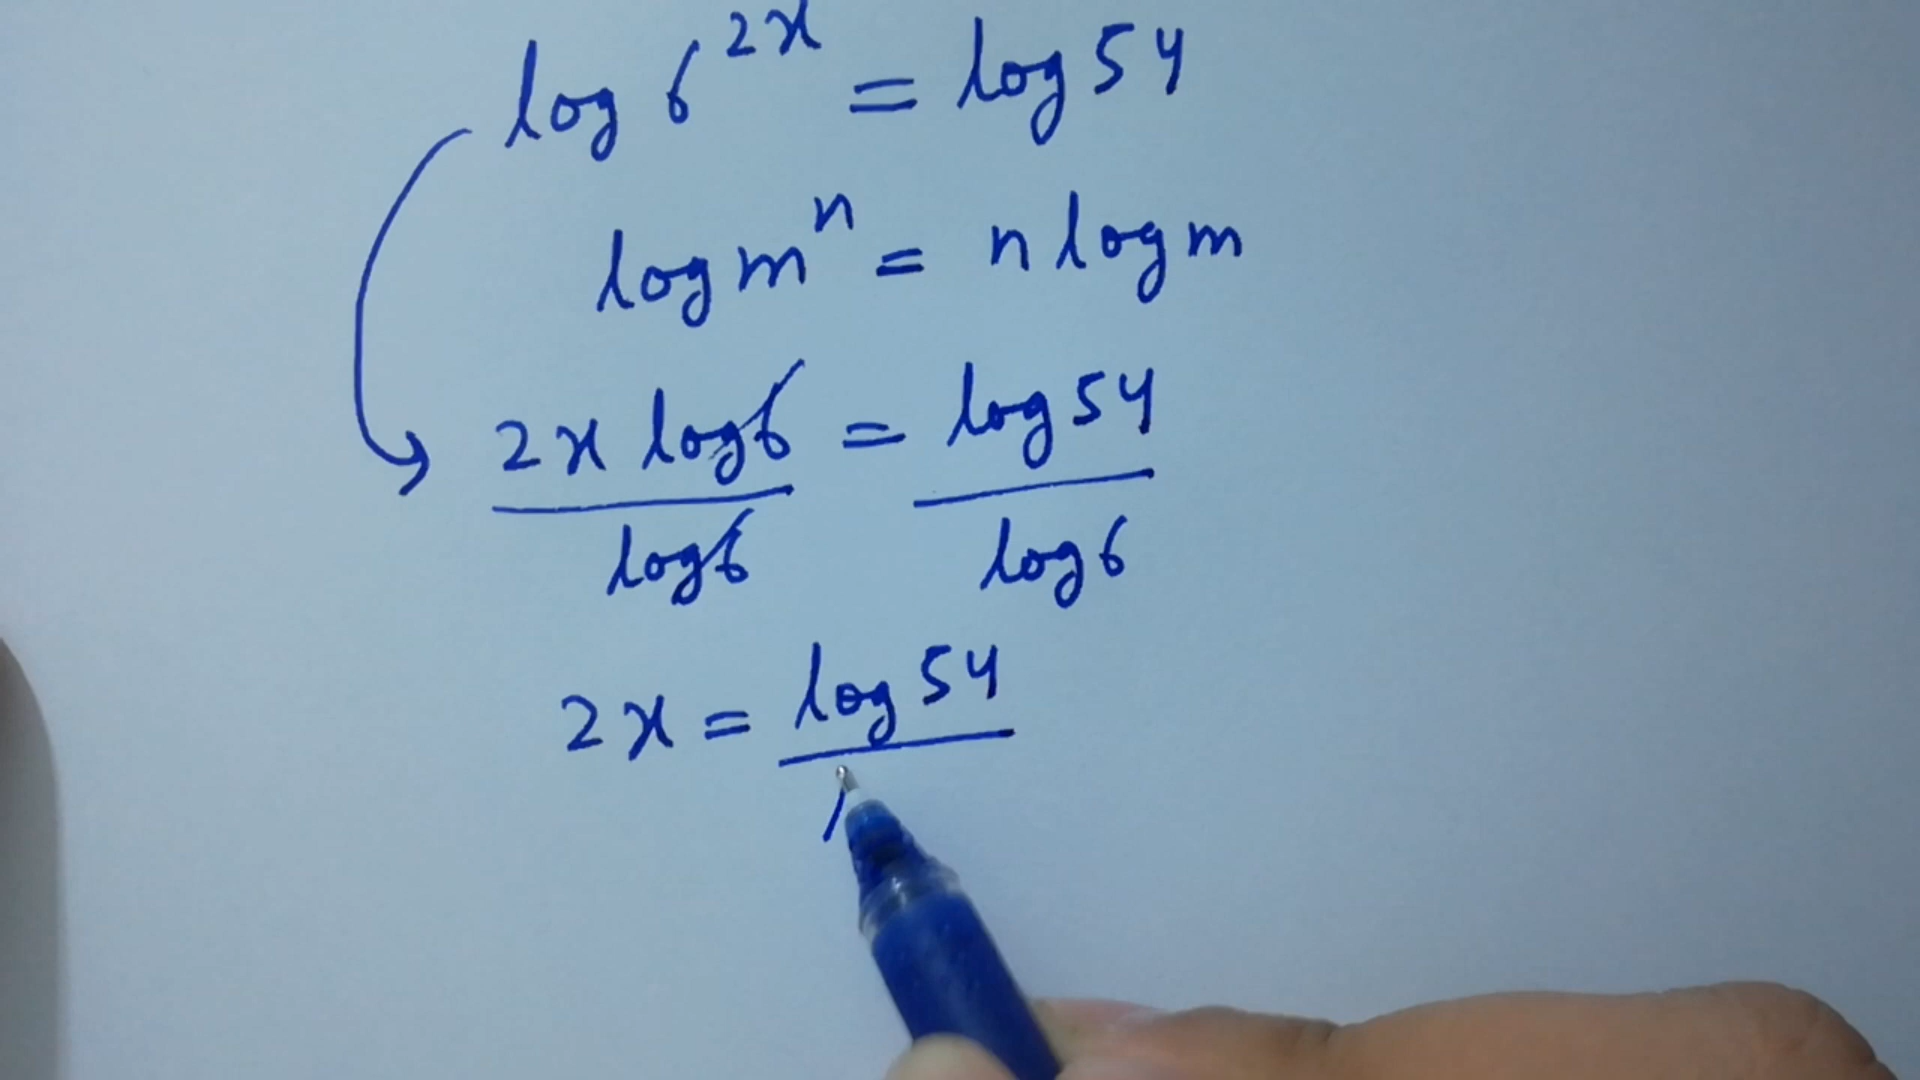 log 6^2x = log 54
log m^n = n log m
2x log 6 = log 54
log 6 log 6
2x = log 54